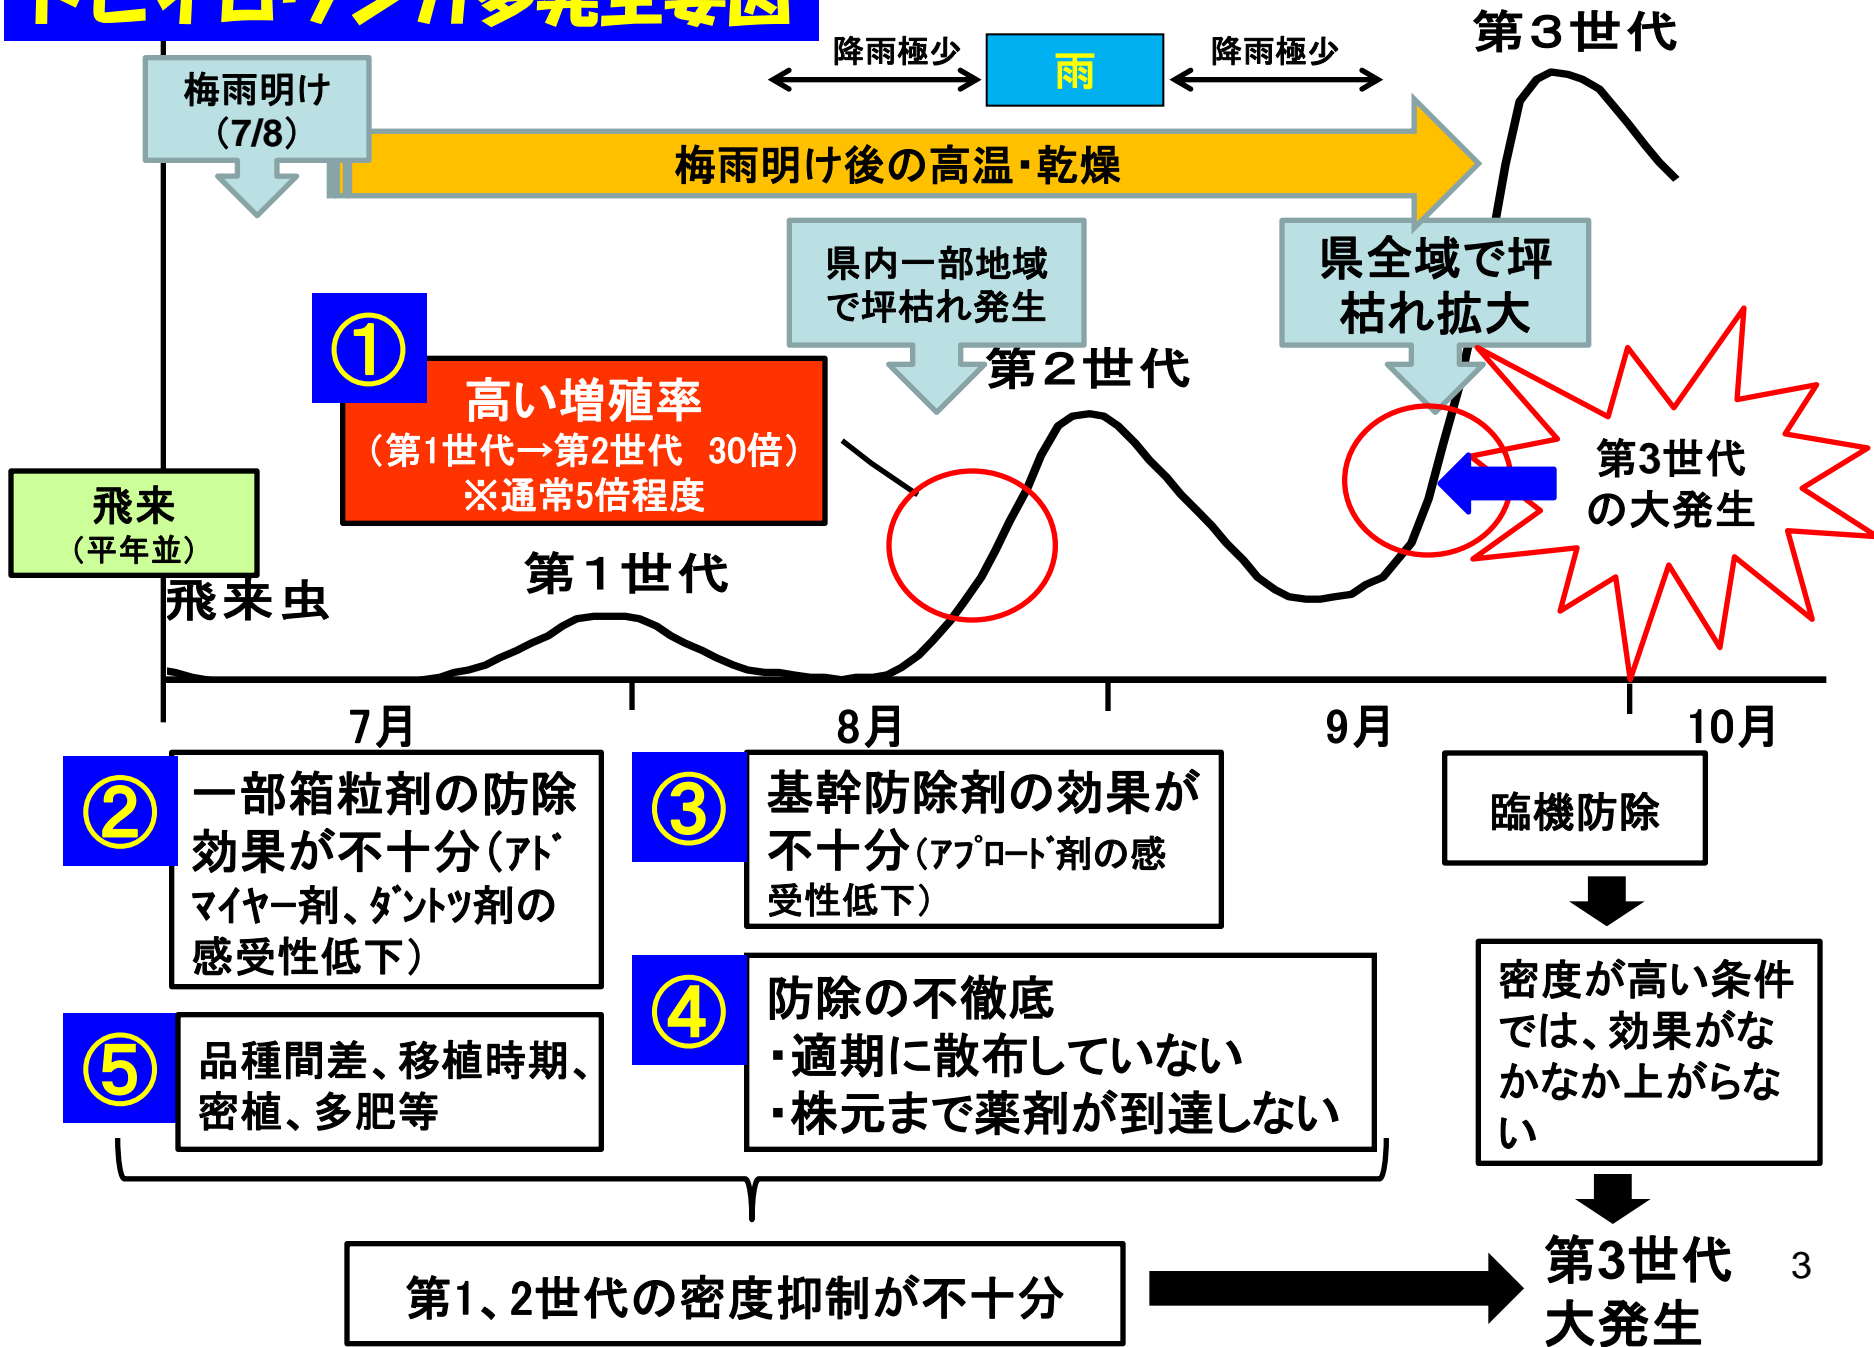 トビイロウンカ多発生要因
第３世代
降雨極少
雨
降雨極少
梅雨明け
（7/8）
梅雨明け後の高温・乾燥
県内一部地域
で坪枯れ発生
県全域で坪
枯れ拡大
①
高い増殖率
（第1世代→第2世代　30倍）
※通常5倍程度
第２世代
第3世代
の大発生
飛来
（平年並）
飛来虫
第１世代
7月
8月
9月
10月
②
一部箱粒剤の防除
効果が不十分（ｱﾄﾞ
ﾏｲﾔｰ剤、ﾀﾞﾝﾄﾂ剤の
感受性低下）
③
基幹防除剤の効果が
不十分（ｱﾌﾟﾛｰﾄﾞ剤の感
受性低下）
臨機防除
④
防除の不徹底
・適期に散布していない
・株元まで薬剤が到達しない
密度が高い条件
では、効果がな
かなか上がらな
い
⑤
品種間差、移植時期、
密植、多肥等
第1、2世代の密度抑制が不十分
第3世代
大発生
3